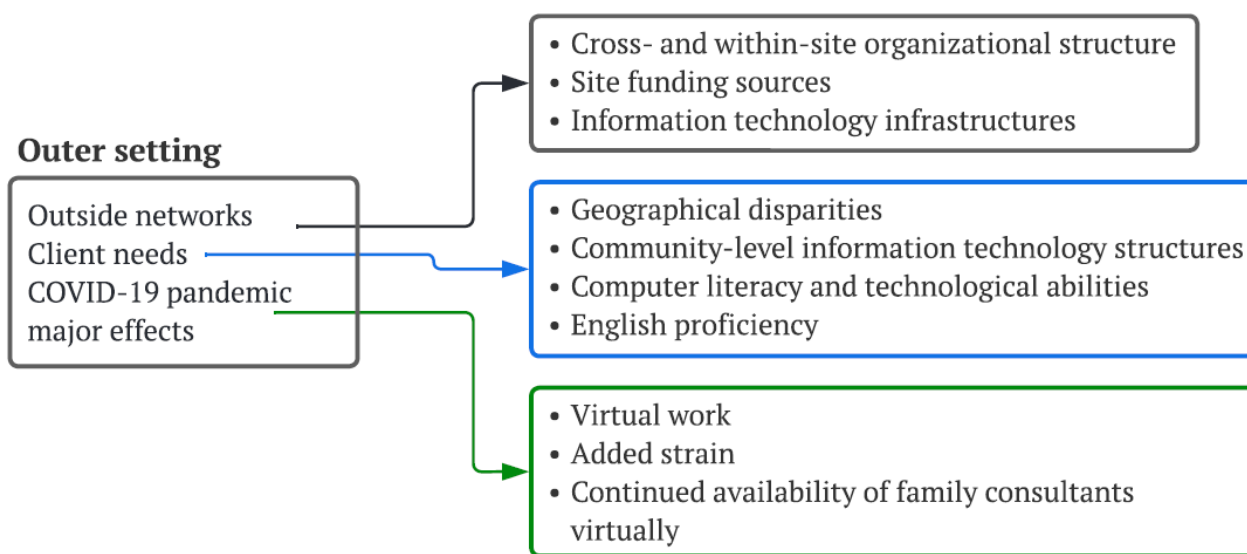 Outer setting
Outside networks
Client needs
COVID-19 pandemic
major effects
• Cross- and within-site organizational structure
• Site funding sources
• Information technology infrastructures
• Geographical disparities
• Community-level information technology structures
• Computer literacy and technological abilities
• English proficiency
• Virtual work
• Added strain
• Continued availability of family consultants
virtually